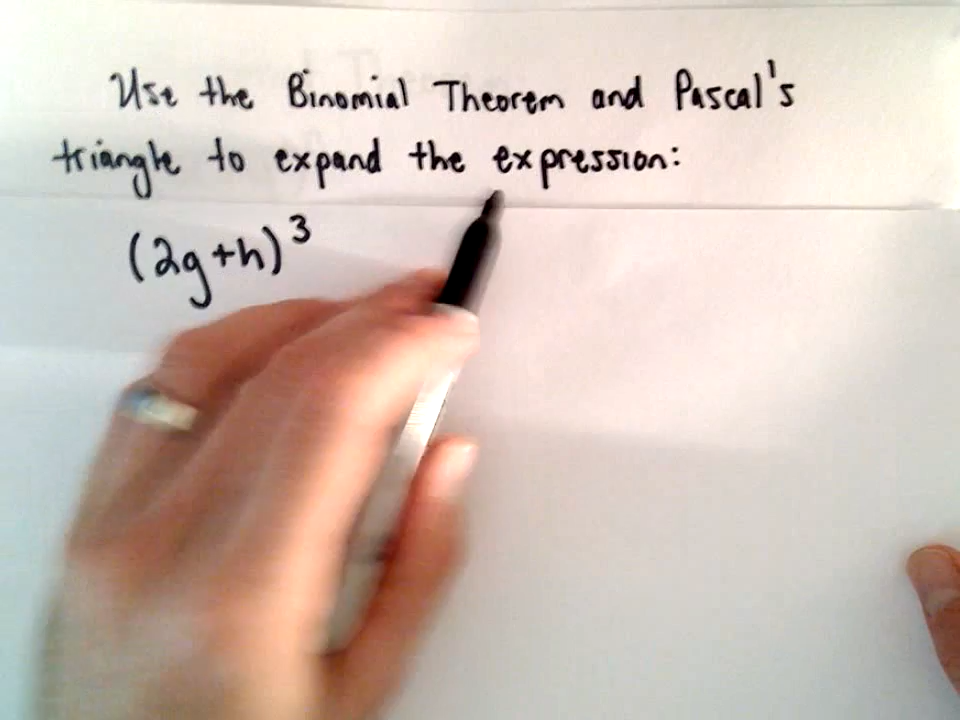 Use the Binomial Theorem and Pascal's
triangle to expand the expression:
(2g+h)³